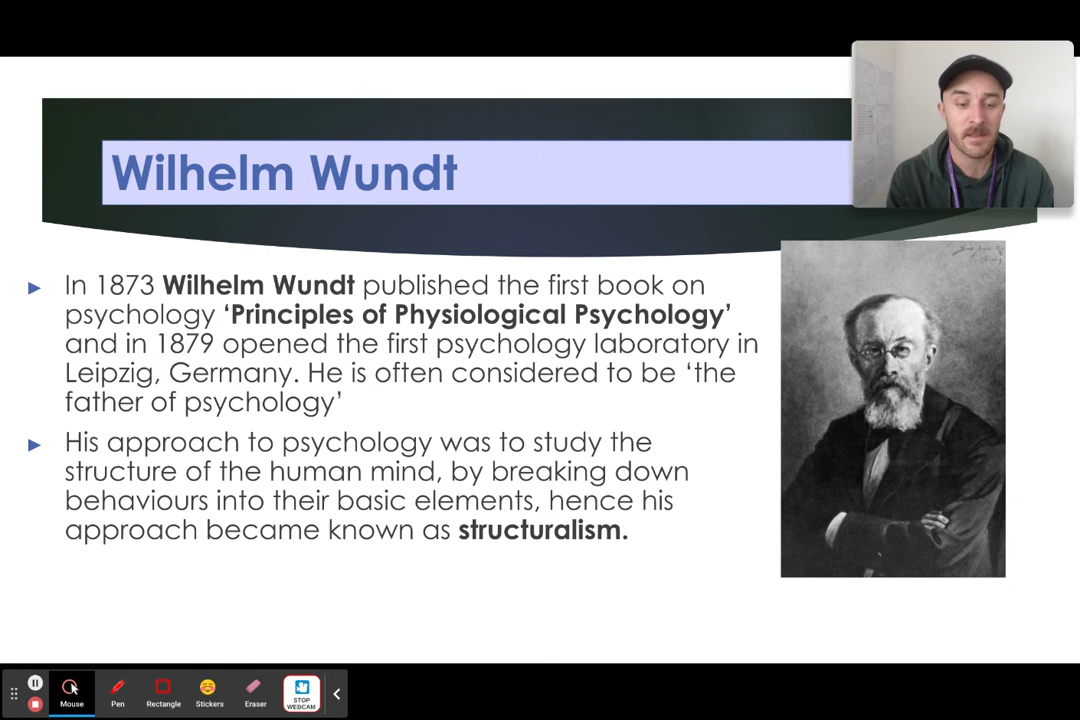 Wilhelm Wundt
► In 1873 Wilhelm Wundt published the first book on
psychology ‘Principles of Physiological Psychology’
and in 1879 opened the first psychology laboratory in
Leipzig, Germany. He is often considered to be ‘the
father of psychology’
► His approach to psychology was to study the
structure of the human mind, by breaking down
behaviours into their basic elements, hence his
approach became known as structuralism.
Mouse
Pen
Rectangle
Stickers
Eraser
STOP
WEBCAM